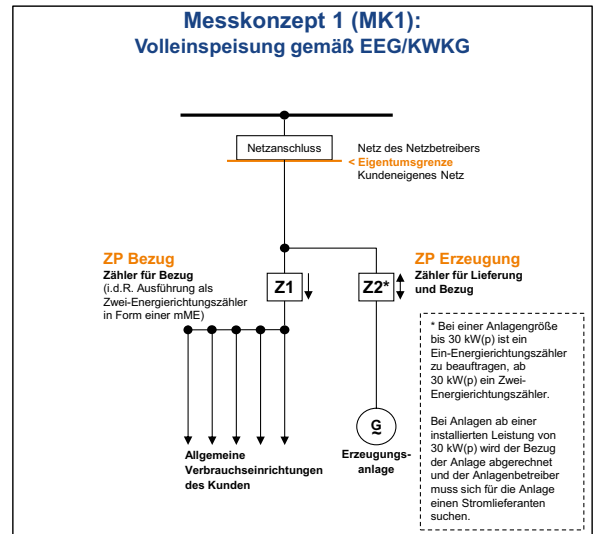 Messkonzept 1 (MK1):
Volleinspeisung gemäß EEG/KWKG
Netzanschluss
Netz des Netzbetreibers
< Eigentumsgrenze
Kundeneigenes Netz
ZP Bezug
Zähler für Bezug
(i.d.R. Ausführung als
Zwei-Energierichtungszähler
in Form einer mME)
Z1
Z2*
ZP Erzeugung
Zähler für Lieferung
und Bezug
* Bei einer Anlagengröße
bis 30 kW(p) ist ein
Ein-Energierichtungszähler
zu beauftragen, ab
30 kW(p) ein Zwei-
Energierichtungszähler.
Bei Anlagen ab einer
installierten Leistung von
30 kW(p) wird der Bezug
der Anlage abgerechnet
und der Anlagenbetreiber
muss sich für die Anlage
einen Stromlieferanten
suchen.
G
~
Allgemeine
Verbrauchseinrichtungen
des Kunden
Erzeugungs-
anlage